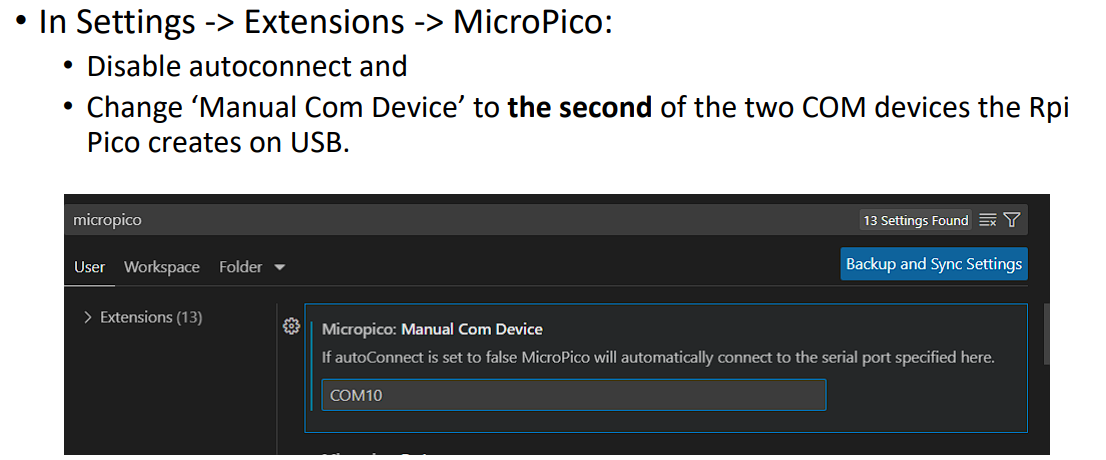 • In Settings -> Extensions -> MicroPico:
• Disable autoconnect and
• Change ‘Manual Com Device’ to the second of the two COM devices the Rpi
Pico creates on USB.
micropico
13 Settings Found
User Workspace Folder
Backup and Sync Settings
> Extensions (13)
Micropico: Manual Com Device
If autoConnect is set to false MicroPico will automatically connect to the serial port specified here.
COM10